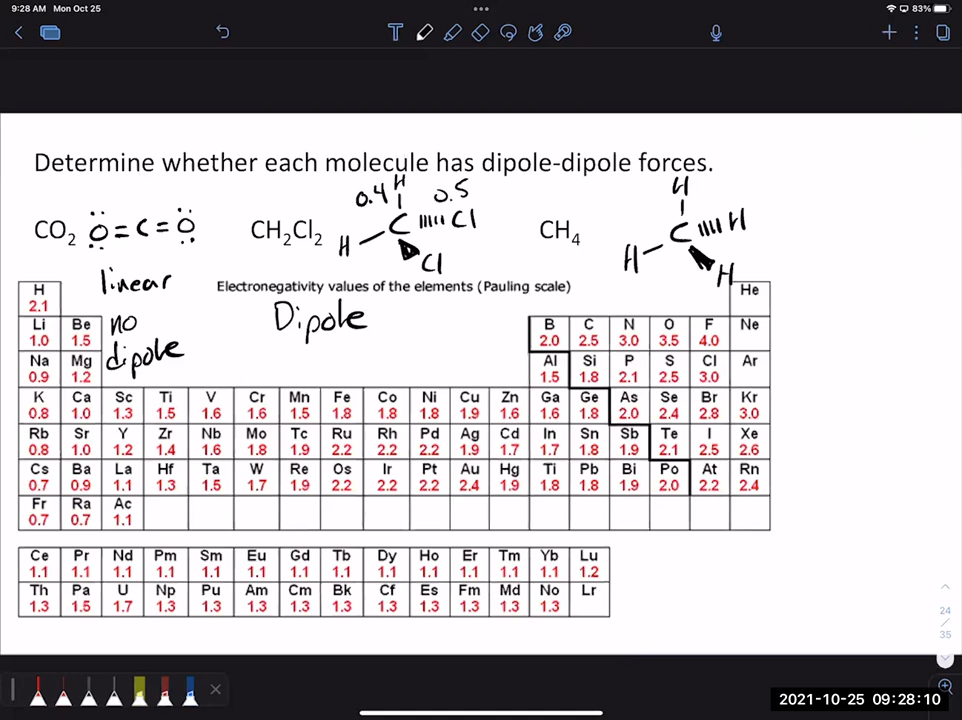 9:28 AM Mon Oct 25
83%
Determine whether each molecule has dipole-dipole forces.
CO2 O=C=O CH2Cl2 0.4 H 0.5 C Cl H Cl CH4 H C H H H
linear
Electronegativity values of the elements (Pauling scale)
no dipole
Dipole
H He
2.1
Li Be B C N O F Ne
1.0 1.5 2.0 2.5 3.0 3.5 4.0
Na Mg Al Si P S Cl Ar
0.9 1.2 1.5 1.8 2.1 2.5 3.0
K Ca Sc Ti V Cr Mn Fe Co Ni Cu Zn Ga Ge As Se Br Kr
0.8 1.0 1.3 1.5 1.6 1.6 1.5 1.8 1.8 1.8 1.9 1.6 1.6 1.8 2.0 2.4 2.8 3.0
Rb Sr Y Zr Nb Mo Tc Ru Rh Pd Ag Cd In Sn Sb Te I Xe
0.8 1.0 1.2 1.4 1.6 1.8 1.9 2.2 2.2 2.2 1.9 1.7 1.7 1.8 1.9 2.1 2.5 2.6
Cs Ba La Hf Ta W Re Os Ir Pt Au Hg Ti Pb Bi Po At Rn
0.7 0.9 1.1 1.3 1.5 1.7 1.9 2.2 2.2 2.2 2.4 1.9 1.8 1.8 1.9 2.0 2.2 2.4
Fr Ra Ac
0.7 0.7 1.1
Ce Pr Nd Pm Sm Eu Gd Tb Dy Ho Er Tm Yb Lu
1.1 1.1 1.1 1.1 1.1 1.1 1.1 1.1 1.1 1.1 1.1 1.1 1.1 1.2
Th Pa U Np Pu Am Cm Bk Cf Es Fm Md No Lr
1.3 1.5 1.7 1.3 1.3 1.3 1.3 1.3 1.3 1.3 1.3 1.3 1.3
24
/
35
2021-10-25 09:28:10